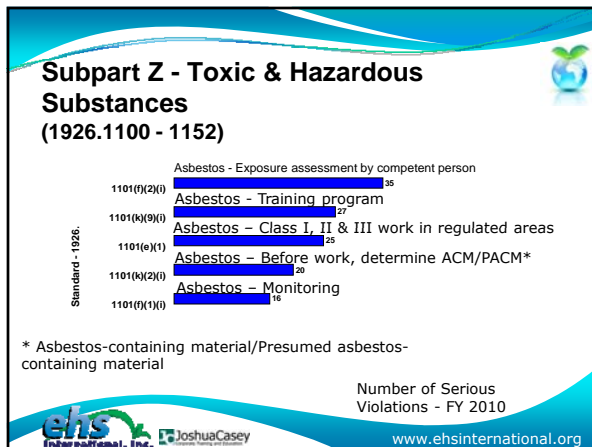 Subpart Z - Toxic & Hazardous
Substances
(1926.1100 - 1152)
Asbestos - Exposure assessment by competent person
1101(f)(2)(i)
35
Asbestos - Training program
1101(k)(9)(i)
27
Asbestos – Class I, II & III work in regulated areas
1101(e)(1)
25
Asbestos – Before work, determine ACM/PACM*
1101(k)(2)(i)
20
Asbestos – Monitoring
1101(f)(1)(i)
16
Standard - 1926.
* Asbestos-containing material/Presumed asbestos-
containing material
Number of Serious
Violations - FY 2010
ehs
International, Inc.
JoshuaCasey
www.ehsinternational.org